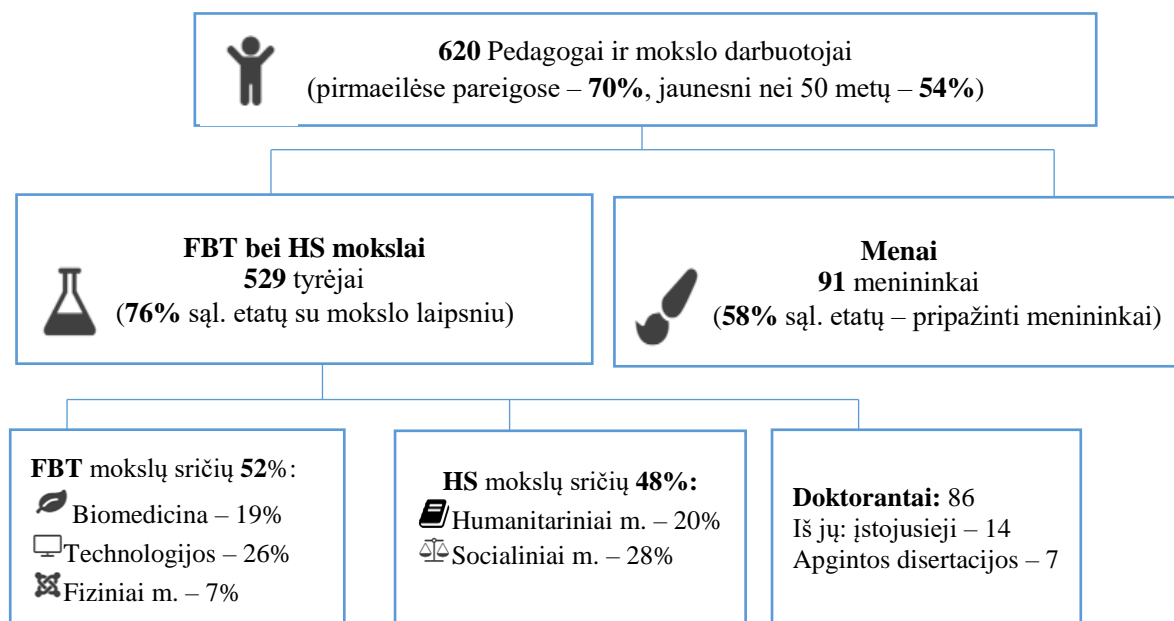 620 Pedagogai ir mokslo darbuotojai
(pirmaeilėse pareigose – 70%, jaunesni nei 50 metų – 54%)
FBT bei HS mokslai
529 tyrėjai
(76% sąl. etatų su mokslo laipsniu)
Menai
91 menininkai
(58% sąl. etatų – pripažinti menininkai)
FBT mokslų sričių 52%:
Biomedicina – 19%
Technologijos – 26%
Fiziniai m. – 7%
HS mokslų sričių 48%:
Humanitariniai m. – 20%
Socialiniai m. – 28%
Doktorantai: 86
Iš jų: įstojusieji – 14
Apgintos disertacijos – 7